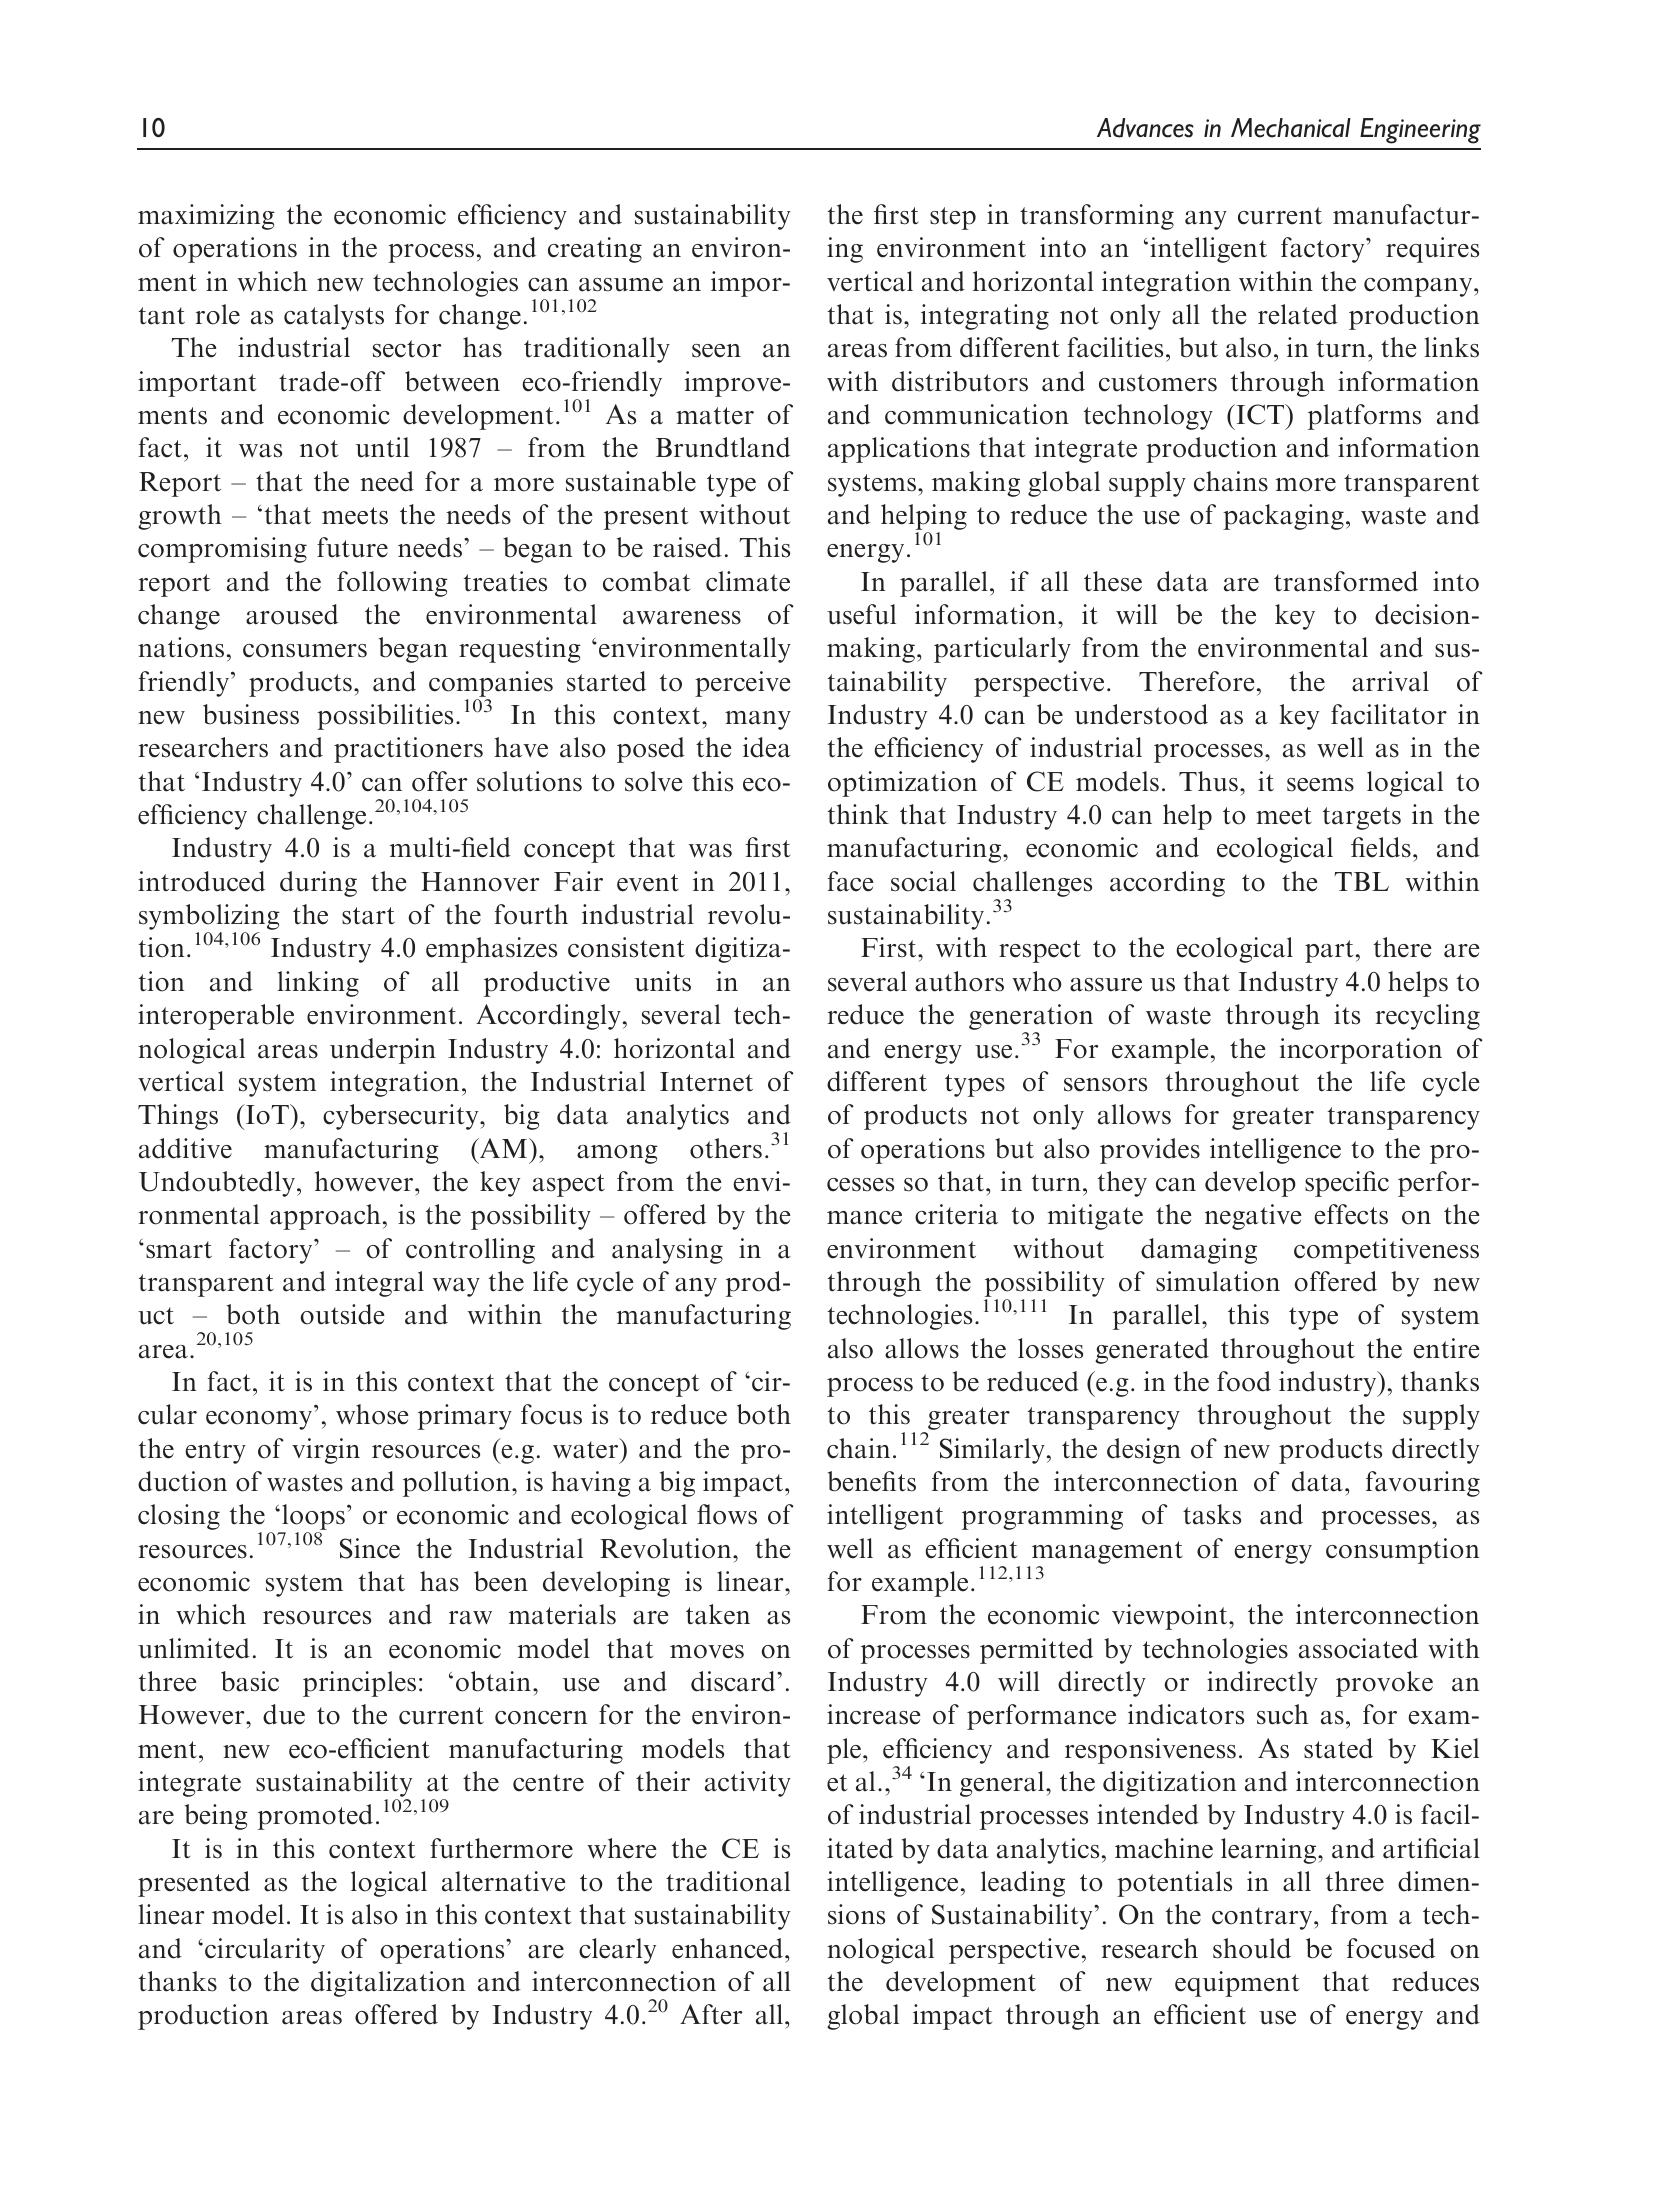 10
Advances in Mechanical Engineering
maximizing the economic efficiency and sustainability
of operations in the process, and creating an environ-
ment in which new technologies can assume an impor-
tant role as catalysts for change.101,102
The industrial sector has traditionally seen an
important trade-off between eco-friendly improve-
ments and economic development.101 As a matter of
fact, it was not until 1987 – from the Brundtland
Report – that the need for a more sustainable type of
growth – ‘that meets the needs of the present without
compromising future needs’ – began to be raised. This
report and the following treaties to combat climate
change aroused the environmental awareness of
nations, consumers began requesting ‘environmentally
friendly’ products, and companies started to perceive
new business possibilities.103 In this context, many
researchers and practitioners have also posed the idea
that ‘Industry 4.0’ can offer solutions to solve this eco-
efficiency challenge.20,104,105
Industry 4.0 is a multi-field concept that was first
introduced during the Hannover Fair event in 2011,
symbolizing the start of the fourth industrial revolu-
tion.104,106 Industry 4.0 emphasizes consistent digitiza-
tion and linking of all productive units in an
interoperable environment. Accordingly, several tech-
nological areas underpin Industry 4.0: horizontal and
vertical system integration, the Industrial Internet of
Things (IoT), cybersecurity, big data analytics and
additive manufacturing (AM), among others.31
Undoubtedly, however, the key aspect from the envi-
ronmental approach, is the possibility – offered by the
‘smart factory’ – of controlling and analysing in a
transparent and integral way the life cycle of any prod-
uct – both outside and within the manufacturing
area.20,105
In fact, it is in this context that the concept of ‘cir-
cular economy’, whose primary focus is to reduce both
the entry of virgin resources (e.g. water) and the pro-
duction of wastes and pollution, is having a big impact,
closing the ‘loops’ or economic and ecological flows of
resources.107,108 Since the Industrial Revolution, the
economic system that has been developing is linear,
in which resources and raw materials are taken as
unlimited. It is an economic model that moves on
three basic principles: ‘obtain, use and discard’.
However, due to the current concern for the environ-
ment, new eco-efficient manufacturing models that
integrate sustainability at the centre of their activity
are being promoted.102,109
It is in this context furthermore where the CE is
presented as the logical alternative to the traditional
linear model. It is also in this context that sustainability
and ‘circularity of operations’ are clearly enhanced,
thanks to the digitalization and interconnection of all
production areas offered by Industry 4.0.20 After all,
the first step in transforming any current manufactur-
ing environment into an ‘intelligent factory’ requires
vertical and horizontal integration within the company,
that is, integrating not only all the related production
areas from different facilities, but also, in turn, the links
with distributors and customers through information
and communication technology (ICT) platforms and
applications that integrate production and information
systems, making global supply chains more transparent
and helping to reduce the use of packaging, waste and
energy.101
In parallel, if all these data are transformed into
useful information, it will be the key to decision-
making, particularly from the environmental and sus-
tainability perspective. Therefore, the arrival of
Industry 4.0 can be understood as a key facilitator in
the efficiency of industrial processes, as well as in the
optimization of CE models. Thus, it seems logical to
think that Industry 4.0 can help to meet targets in the
manufacturing, economic and ecological fields, and
face social challenges according to the TBL within
sustainability.33
First, with respect to the ecological part, there are
several authors who assure us that Industry 4.0 helps to
reduce the generation of waste through its recycling
and energy use.33 For example, the incorporation of
different types of sensors throughout the life cycle
of products not only allows for greater transparency
of operations but also provides intelligence to the pro-
cesses so that, in turn, they can develop specific perfor-
mance criteria to mitigate the negative effects on the
environment without damaging competitiveness
through the possibility of simulation offered by new
technologies.110,111 In parallel, this type of system
also allows the losses generated throughout the entire
process to be reduced (e.g. in the food industry), thanks
to this greater transparency throughout the supply
chain.112 Similarly, the design of new products directly
benefits from the interconnection of data, favouring
intelligent programming of tasks and processes, as
well as efficient management of energy consumption
for example.112,113
From the economic viewpoint, the interconnection
of processes permitted by technologies associated with
Industry 4.0 will directly or indirectly provoke an
increase of performance indicators such as, for exam-
ple, efficiency and responsiveness. As stated by Kiel
et al.,34 ‘In general, the digitization and interconnection
of industrial processes intended by Industry 4.0 is facil-
itated by data analytics, machine learning, and artificial
intelligence, leading to potentials in all three dimen-
sions of Sustainability’. On the contrary, from a tech-
nological perspective, research should be focused on
the development of new equipment that reduces
global impact through an efficient use of energy and